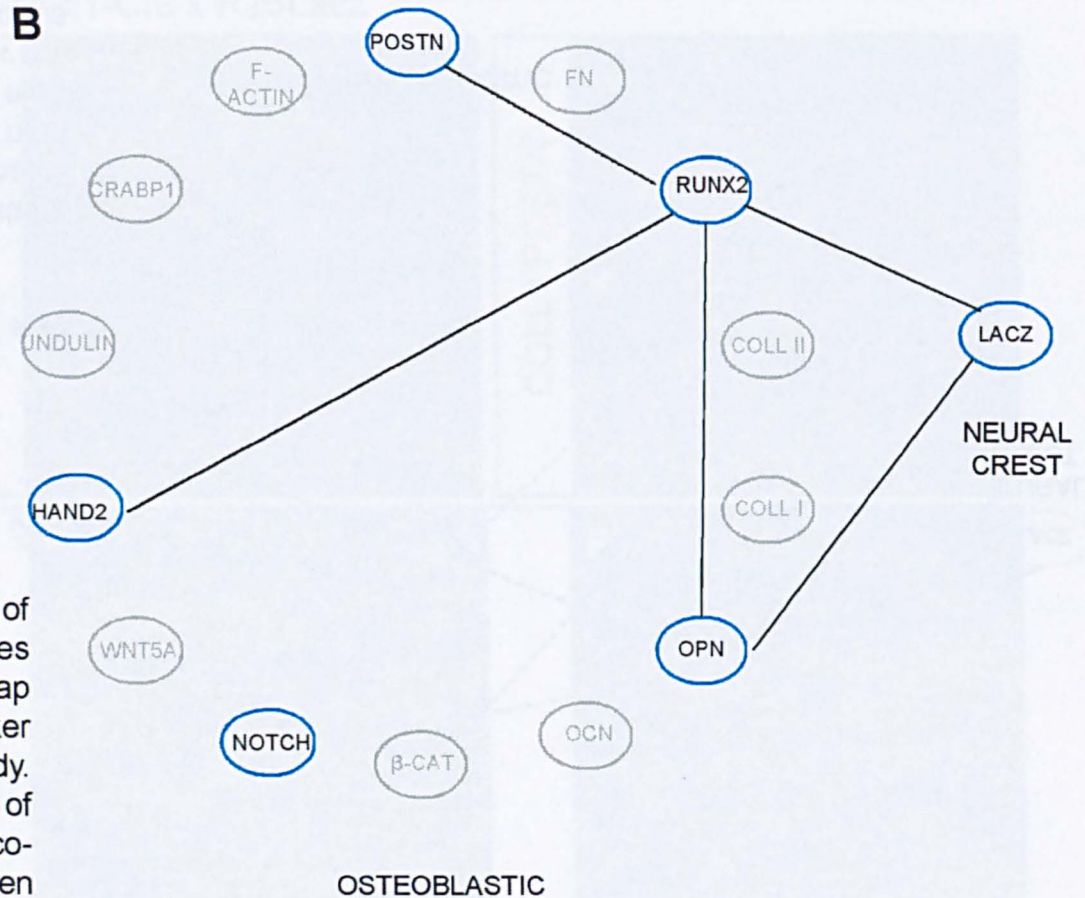 B
POSTN
F-
ACTIN
FN
CRABP1
RUNX2
UNDULIN
COLL II
LACZ
NEURAL
CREST
HAND2
COLL I
of
es
WNT5A
OPN
ap
ker
NOTCH
OCN
dy.
β-CAT
of
co-
en
OSTEOBLASTIC